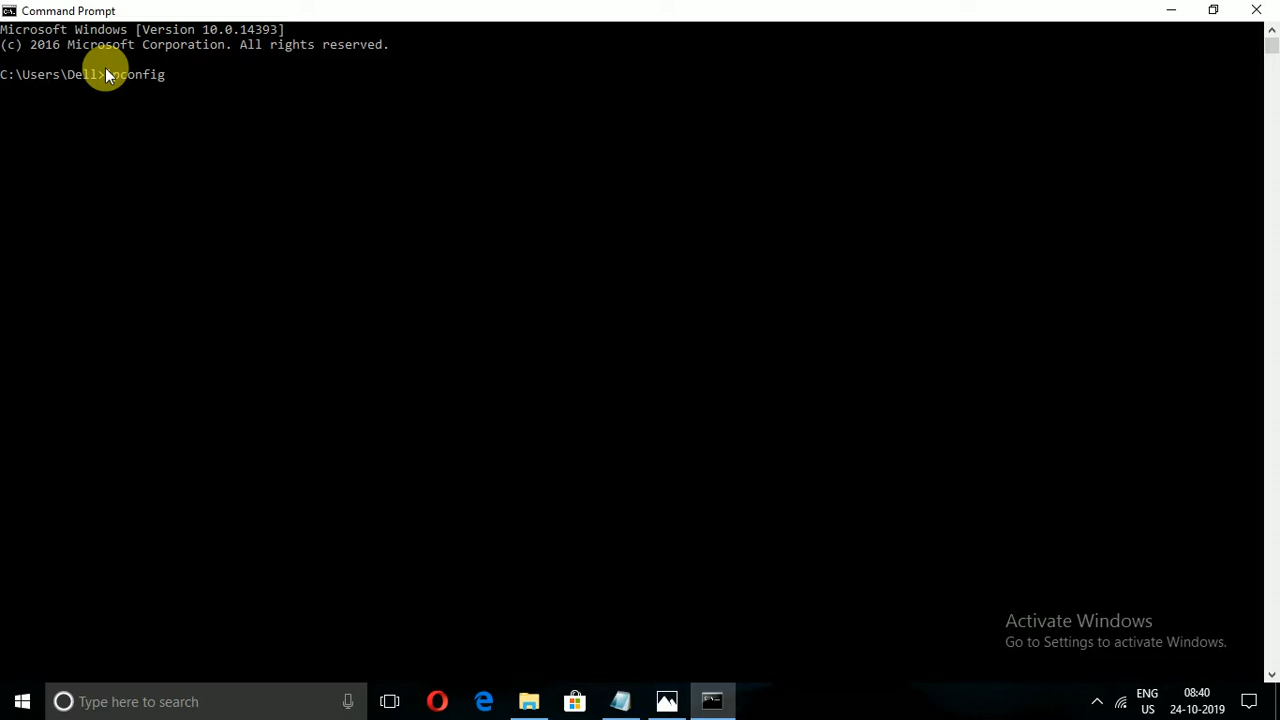 Command Prompt
Microsoft Windows [Version 10.0.14393]
(c) 2016 Microsoft Corporation. All rights reserved.
C:\Users\Dell>ipconfig
Activate Windows
Go to Settings to activate Windows.
Type here to search
ENG
US
08:40
24-10-2019